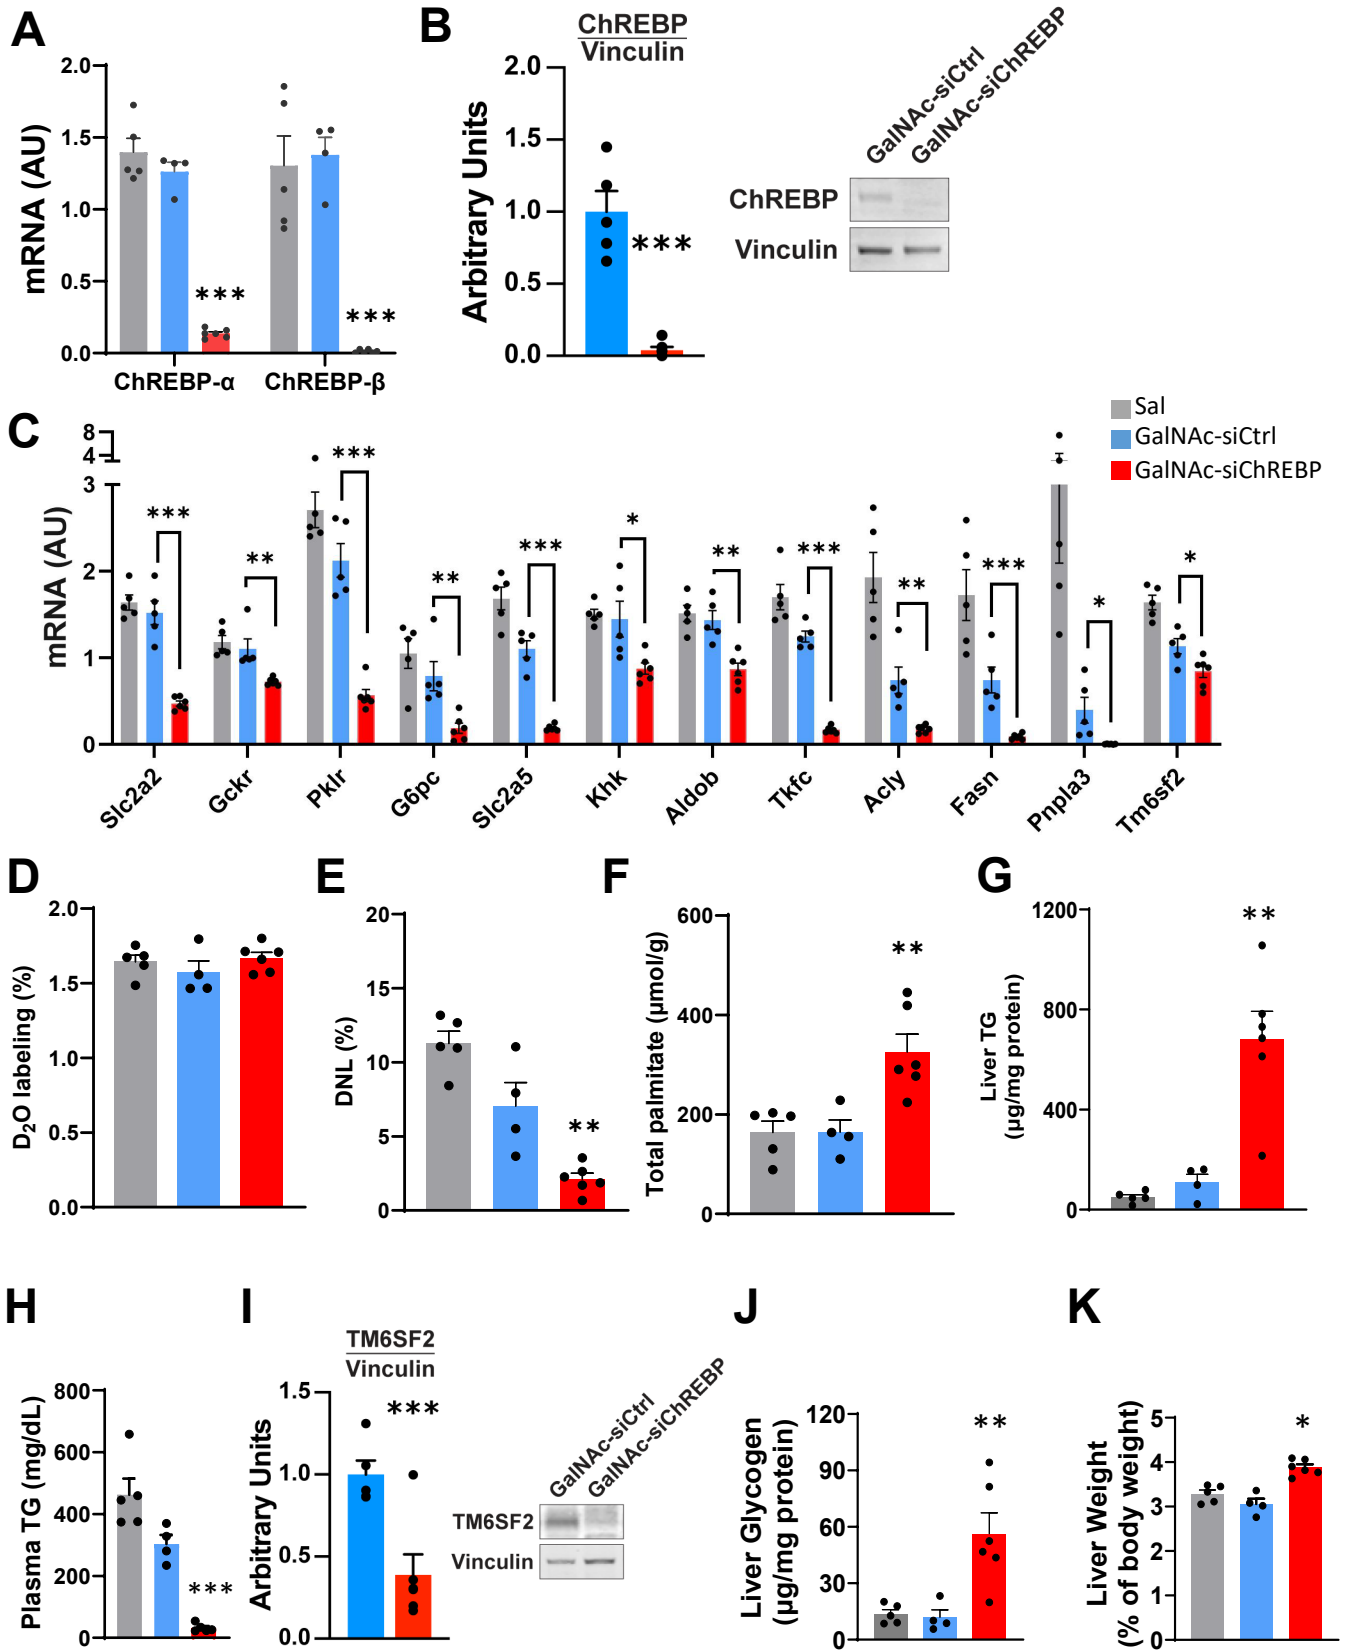 A
2.0
1.5
1.0
0.5
0.0
mRNA (AU)
***
***
ChREBP-α
ChREBP-β
B
ChREBP
Vinculin
2.0
1.5
1.0
0.5
0.0
Arbitrary Units
***
GalNAc-siCtrl
GalNAc-siChREBP
ChREBP
Vinculin
C
Sal
GalNAc-siCtrl
GalNAc-siChREBP
8
4
3
2
1
0
mRNA (AU)
***
**
***
**
***
*
**
***
**
***
*
*
Slc2a2
Gckr
Pklr
G6pc
Slc2a5
Khk
Aldob
Tkfc
Acly
Fasn
Pnpla3
Tm6sf2
D
2.0
1.5
1.0
0.5
0.0
D2O labeling (%)
E
20
15
10
5
0
DNL (%)
**
F
600
400
200
0
Total palmitate (µmol/g)
**
G
1200
800
400
0
Liver TG
(µg/mg protein)
**
H
800
600
400
200
0
Plasma TG (mg/dL)
***
I
TM6SF2
Vinculin
1.5
1.0
0.5
0.0
Arbitrary Units
***
GalNAc-siCtrl
GalNAc-siChREBP
TM6SF2
Vinculin
J
120
90
60
30
0
Liver Glycogen
(µg/mg protein)
**
K
5
4
3
2
1
0
Liver Weight
(% of body weight)
*